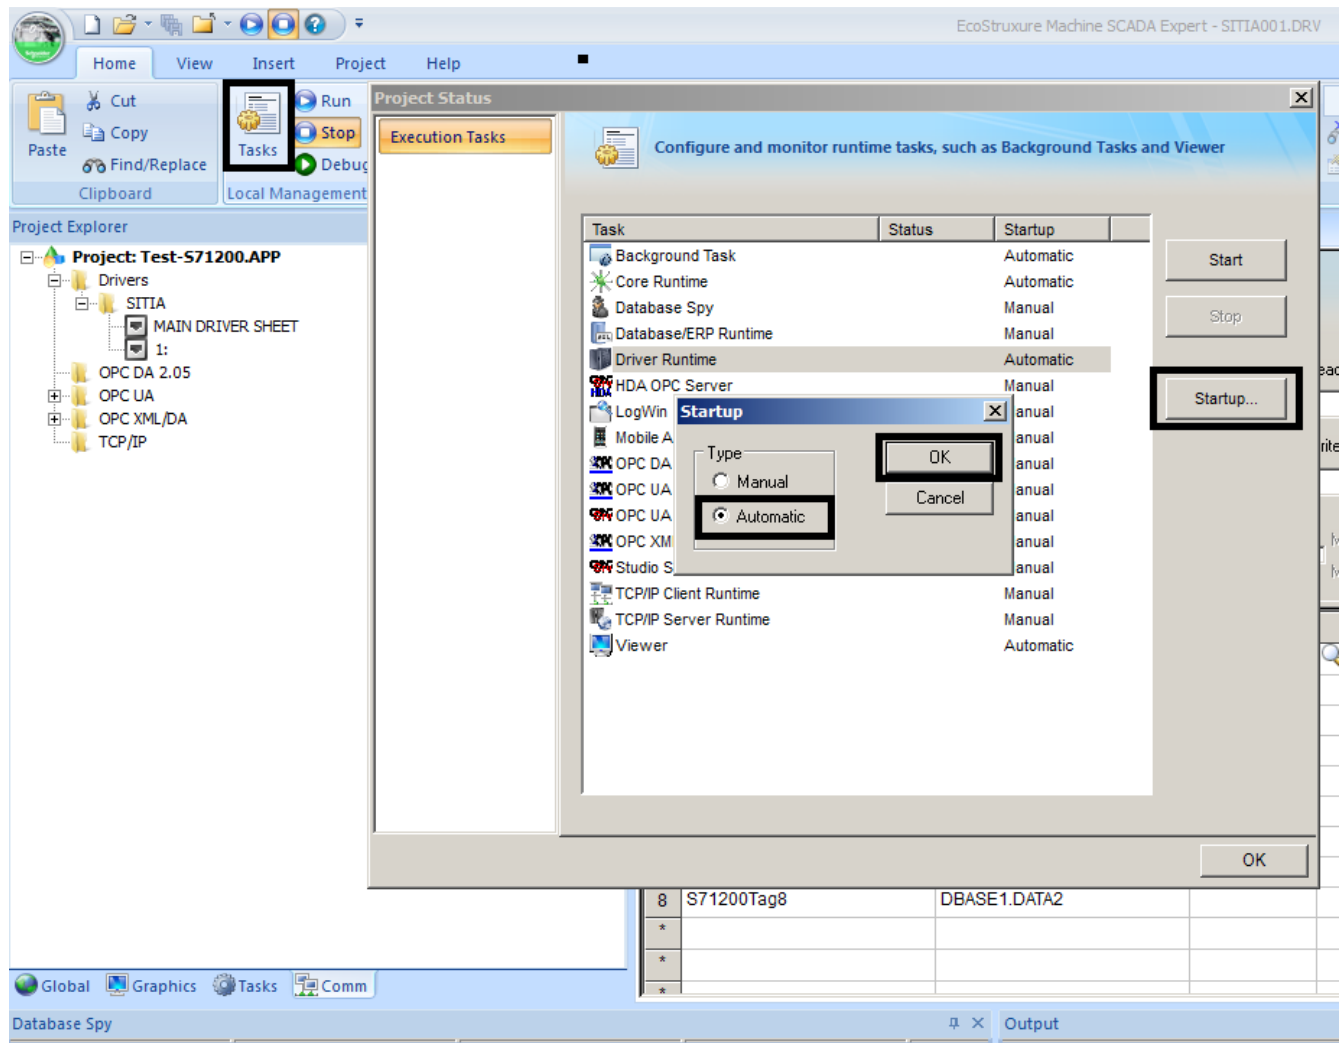 EcoStruxure Machine SCADA Expert - SITIA001.DRV
Home View Insert Project Help
Paste
Cut
Copy
Find/Replace
Clipboard
Tasks
Run
Stop
Debug
Local Management
Project Explorer
Project: Test-S71200.APP
Drivers
SITIA
MAIN DRIVER SHEET
1:
OPC DA 2.05
OPC UA
OPC XML/DA
TCP/IP
Project Status
Execution Tasks
Configure and monitor runtime tasks, such as Background Tasks and Viewer
Task Status Startup
Background Task Automatic
Core Runtime Automatic
Database Spy Manual
Database/ERP Runtime Manual
Driver Runtime Automatic
HDA OPC Server Manual
LogWin anual
Mobile A anual
OPC DA anual
OPC UA anual
OPC UA anual
OPC XM anual
Studio S anual
TCP/IP Client Runtime Manual
TCP/IP Server Runtime Manual
Viewer Automatic
Start
Stop
Startup...
Startup
Type
Manual
Automatic
OK
Cancel
OK
8 S71200Tag8 DBASE1.DATA2
*
*
*
Global Graphics Tasks Comm
Database Spy
Output